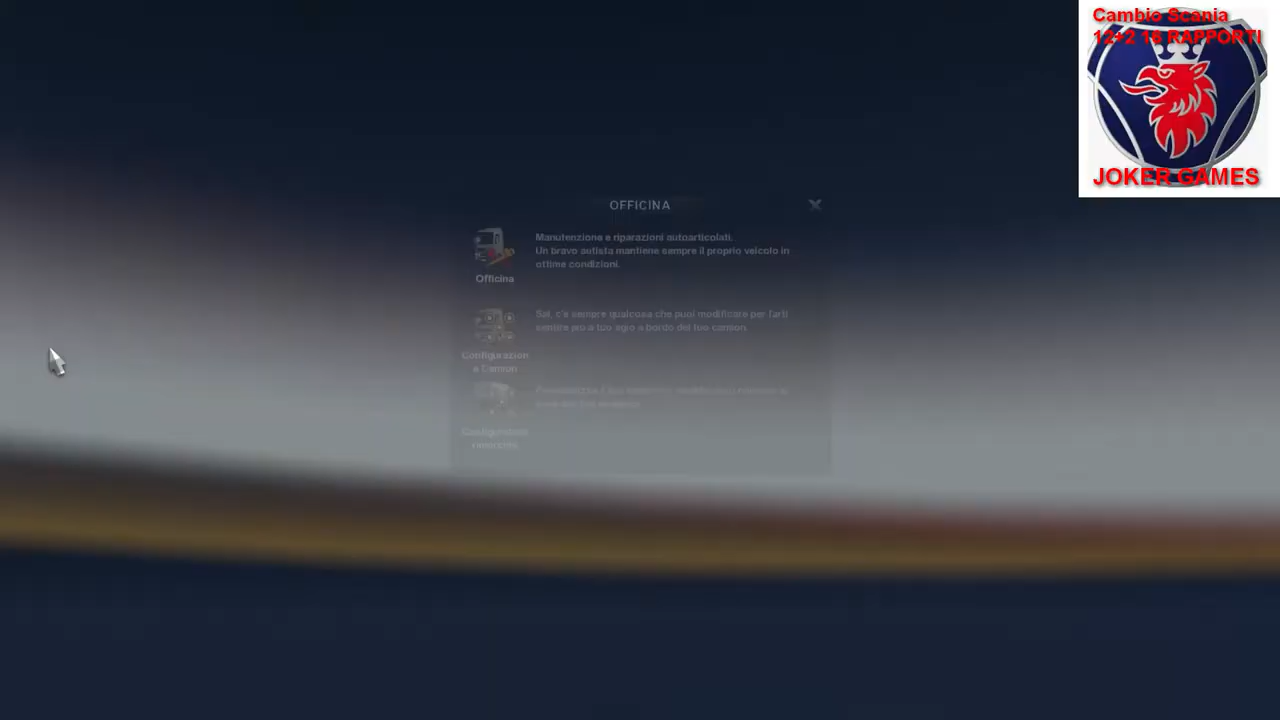 Cambio Scania
12+2 16 RAPPORTI
JOKER GAMES
OFFICINA
Manutenzione e riparazioni autoarticolati.
Un bravo autista mantiene sempre il proprio veicolo in
ottime condizioni.
Officina
Sai, c'è sempre qualcosa che puoi modificare per farti
sentire più a tuo agio a bordo del tuo camion.
Configurazion
e Camion